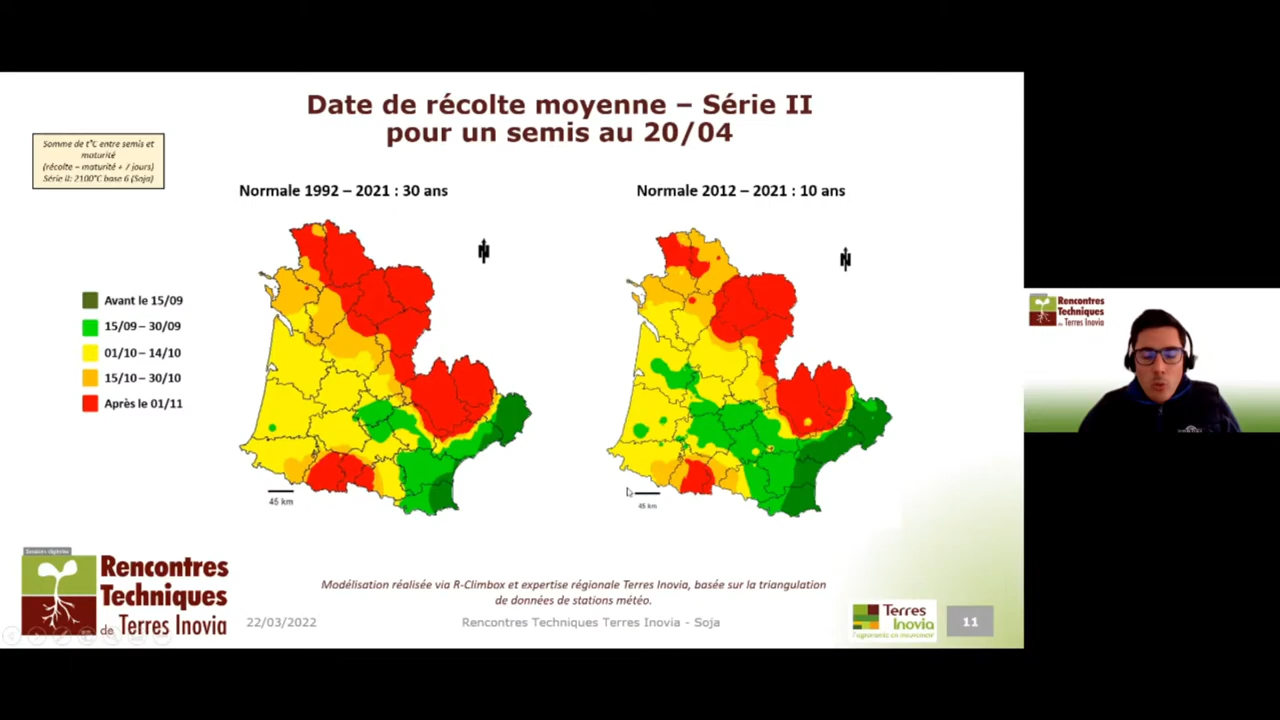 Date de récolte moyenne – Série II
pour un semis au 20/04
Somme de t°C entre semis et
maturité
(récolte = maturité + 7 jours)
Série II: 2100°C base 6 (Soja)
Normale 1992 – 2021 : 30 ans
Normale 2012 – 2021 : 10 ans
N
N
Avant le 15/09
15/09 – 30/09
01/10 – 14/10
15/10 – 30/10
Après le 01/11
45 km
45 km
Rencontres
Techniques
de Terres Inovia
Sessions digitales
Rencontres
Techniques
de Terres Inovia
Modélisation réalisée via R-Climbox et expertise régionale Terres Inovia, basée sur la triangulation
de données de stations météo.
22/03/2022
Rencontres Techniques Terres Inovia - Soja
Terres
Inovia
l'agronomie en mouvement
11